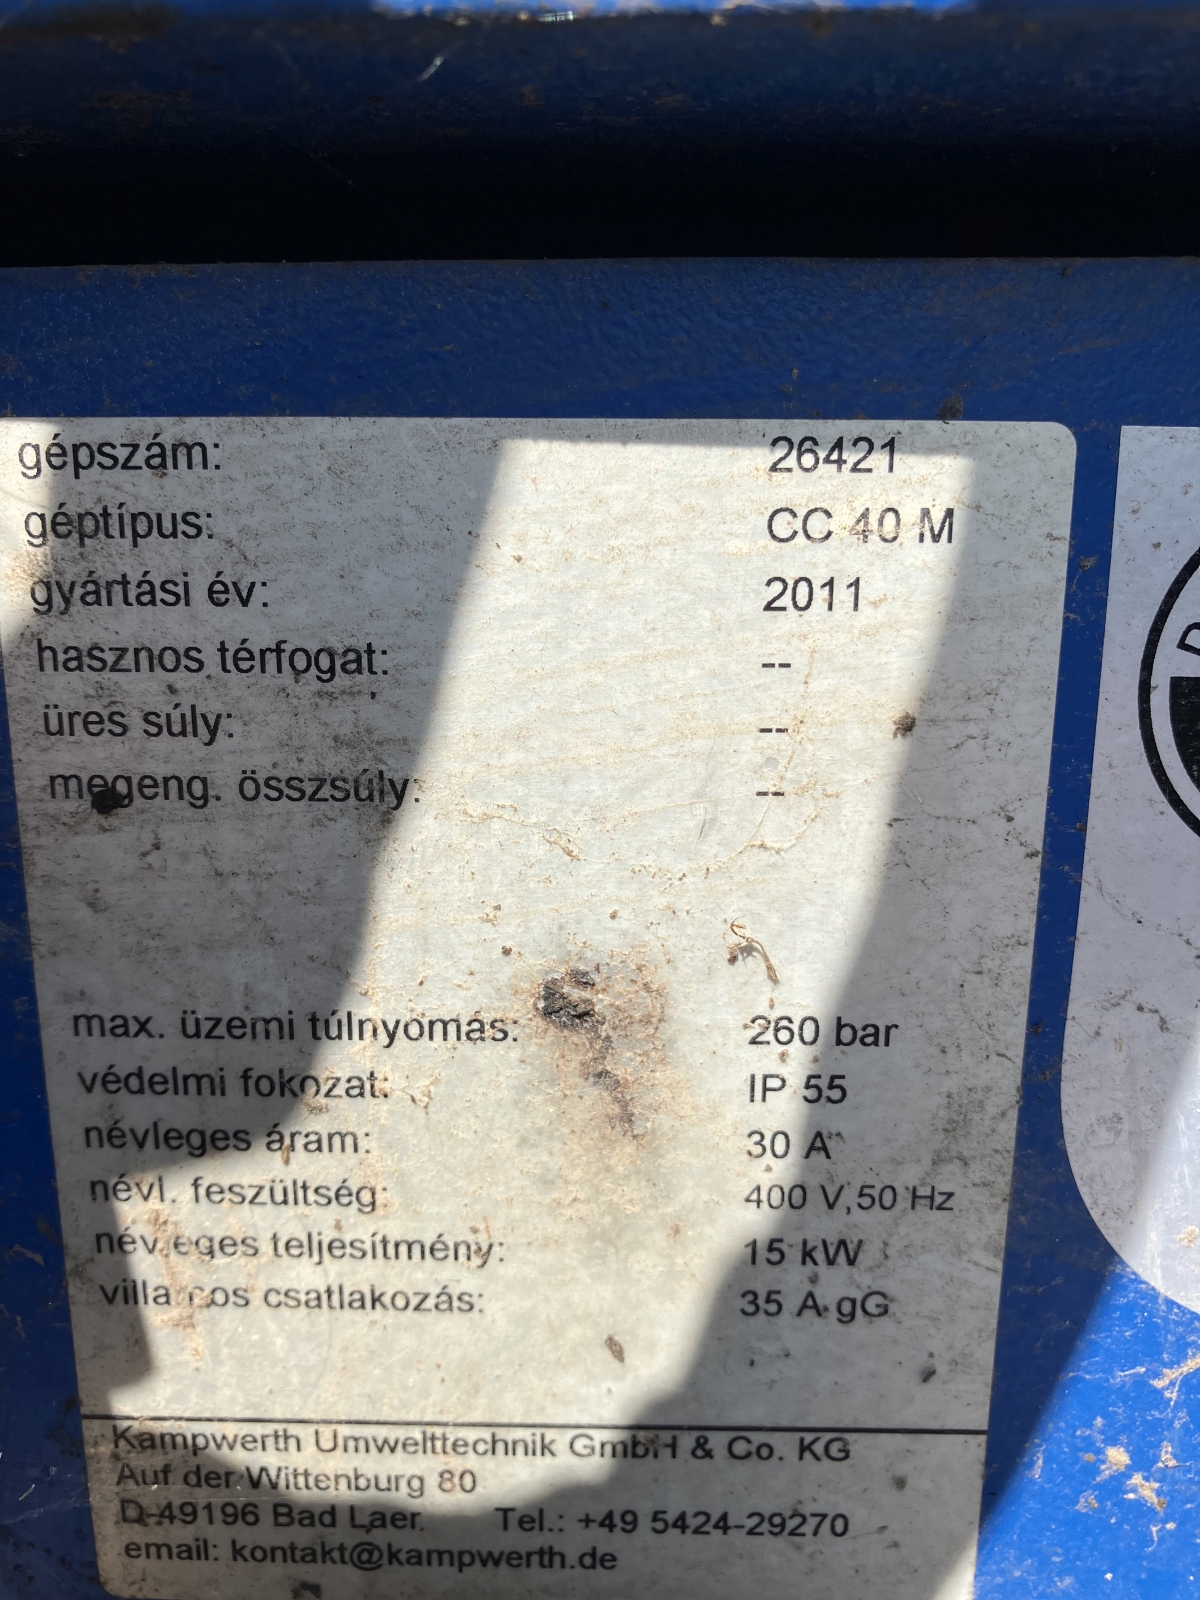 gépszám: 26421
géptípus: CC 40 M
gyártási év: 2011
hasznos térfogat: --
üres súly: --
megeng. összsúly: --
max. üzemi túlnyomás: 260 bar
védelmi fokozat: IP 55
névleges áram: 30 A
névl. feszültség: 400 V,50 Hz
névleges teljesítmény: 15 kW
villamos csatlakozás: 35 A gG
Kampwerth Umwelttechnik GmbH & Co. KG
Auf der Wittenburg 80
D-49196 Bad Laer Tel.: +49 5424-29270
email: kontakt@kampwerth.de